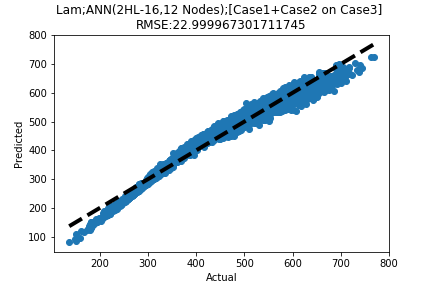 Lam;ANN(2HL-16,12 Nodes);[Case1+Case2 on Case3]
RMSE:22.999967301711745
800
700
600
500
400
300
200
100
Predicted
200 300 400 500 600 700 800
Actual